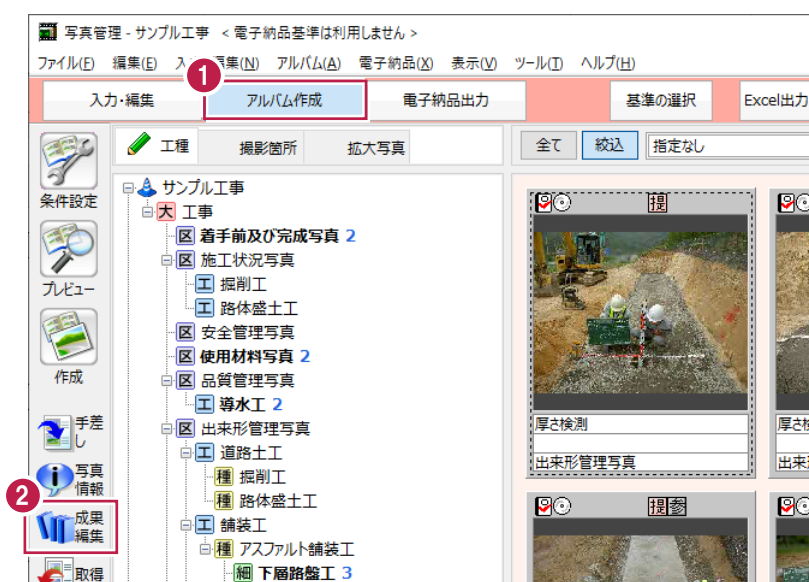 写真管理 - サンプル工事 < 電子納品基準は利用しません >
ファイル(F) 編集(E) 入 編集(N) アルバム(A) 電子納品(X) 表示(V) ツール(T) ヘルプ(H)
1
入力・編集 アルバム作成 電子納品出力 基準の選択 Excel出力
工種 撮影箇所 拡大写真 全て 絞込 指定なし
条件設定
プレビュー
作成
手差し
写真情報
2
成果編集
取得
サンプル工事
大 工事
区 着手前及び完成写真 2
区 施工状況写真
工 掘削工
工 路体盛土工
区 安全管理写真
区 使用材料写真 2
区 品質管理写真
工 導水工 2
区 出来形管理写真
工 道路土工
種 掘削工
種 路体盛土工
工 舗装工
種 アスファルト舗装工
細 下層路盤工 3
提
厚さ検測
出来形管理写真
提参
厚さ
出来